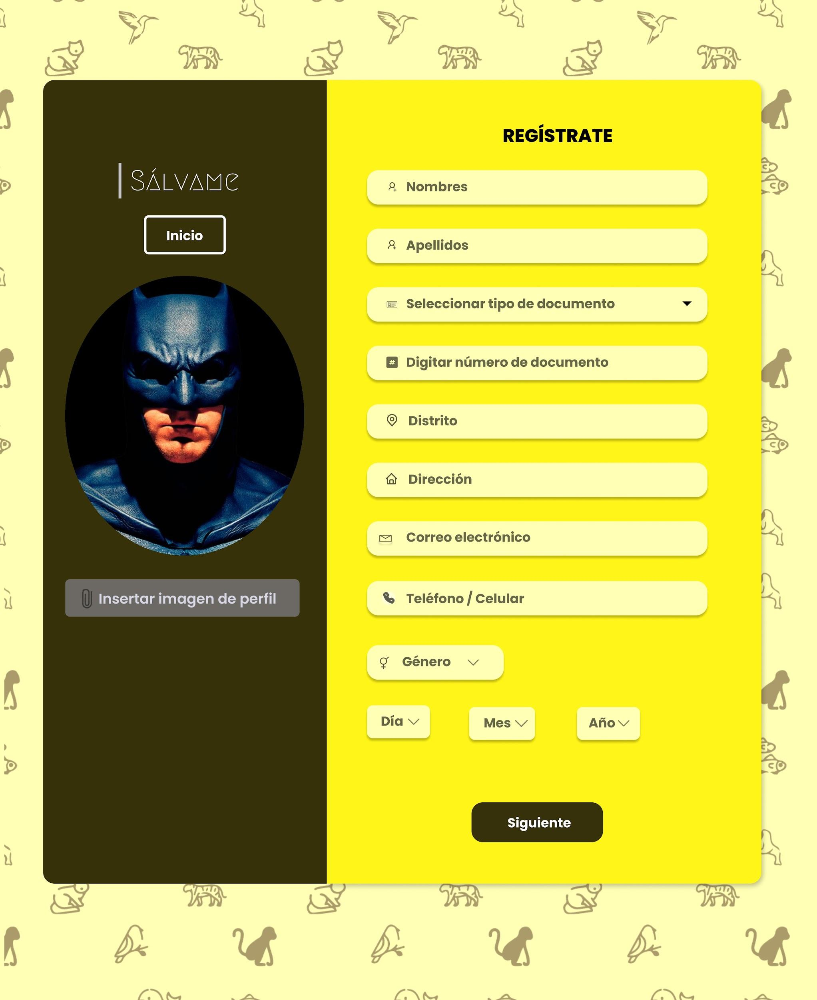 SÁLVAME
Inicio
Insertar imagen de perfil
REGÍSTRATE
Nombres
Apellidos
Seleccionar tipo de documento
# Digitar número de documento
Distrito
Dirección
Correo electrónico
Teléfono / Celular
Género
Día Mes Año
Siguiente